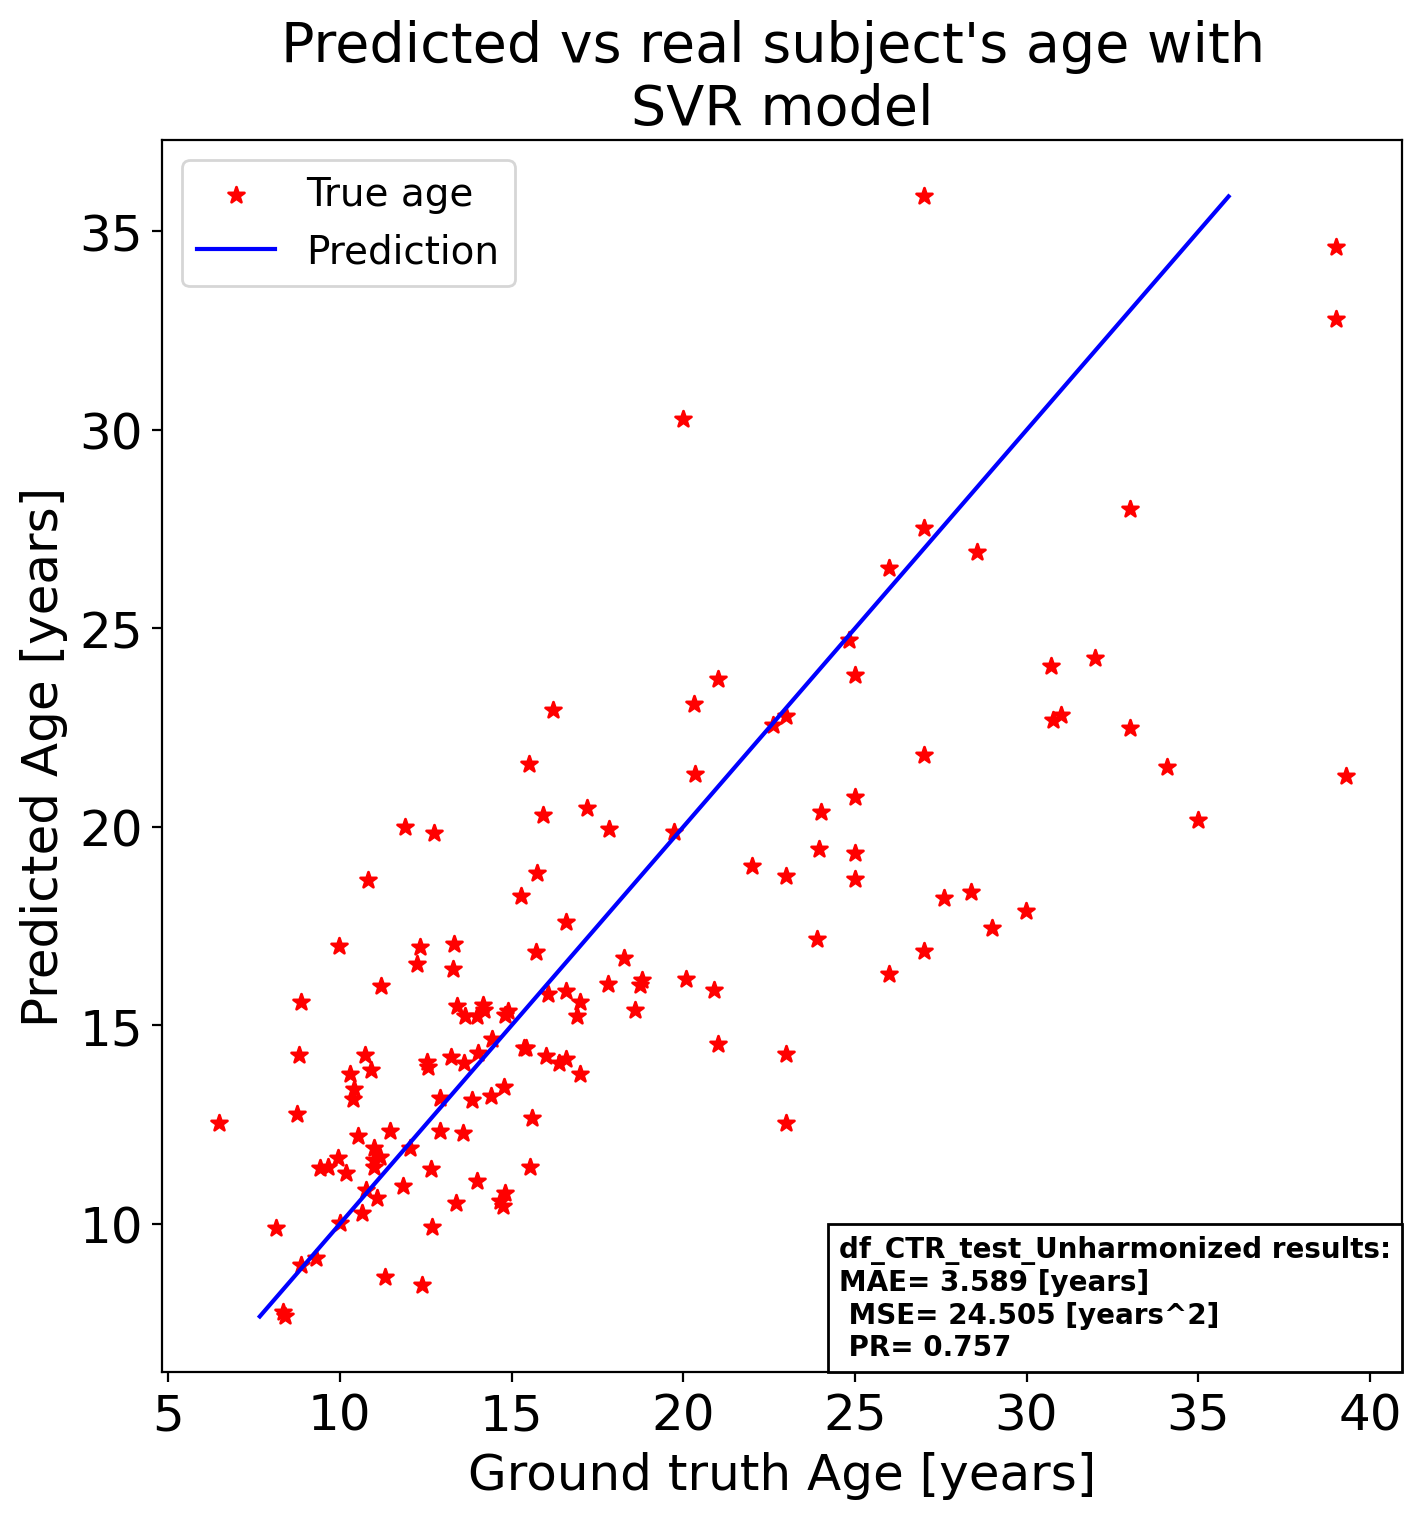 Predicted vs real subject's age with
SVR model
True age
Prediction
35
30
25
20
15
10
Predicted Age [years]
df_CTR_test_Unharmonized results:
MAE= 3.589 [years]
MSE= 24.505 [years^2]
PR= 0.757
5 10 15 20 25 30 35 40
Ground truth Age [years]